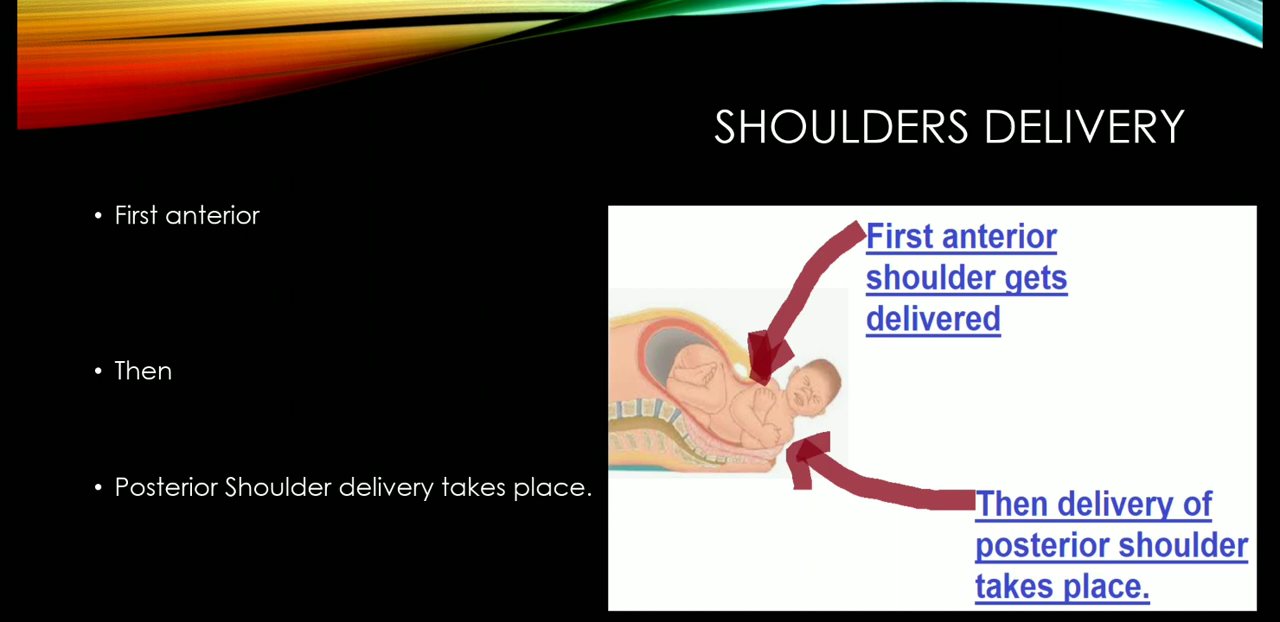 SHOULDERS DELIVERY
• First anterior
• Then
• Posterior Shoulder delivery takes place.
First anterior
shoulder gets
delivered
Then delivery of
posterior shoulder
takes place.